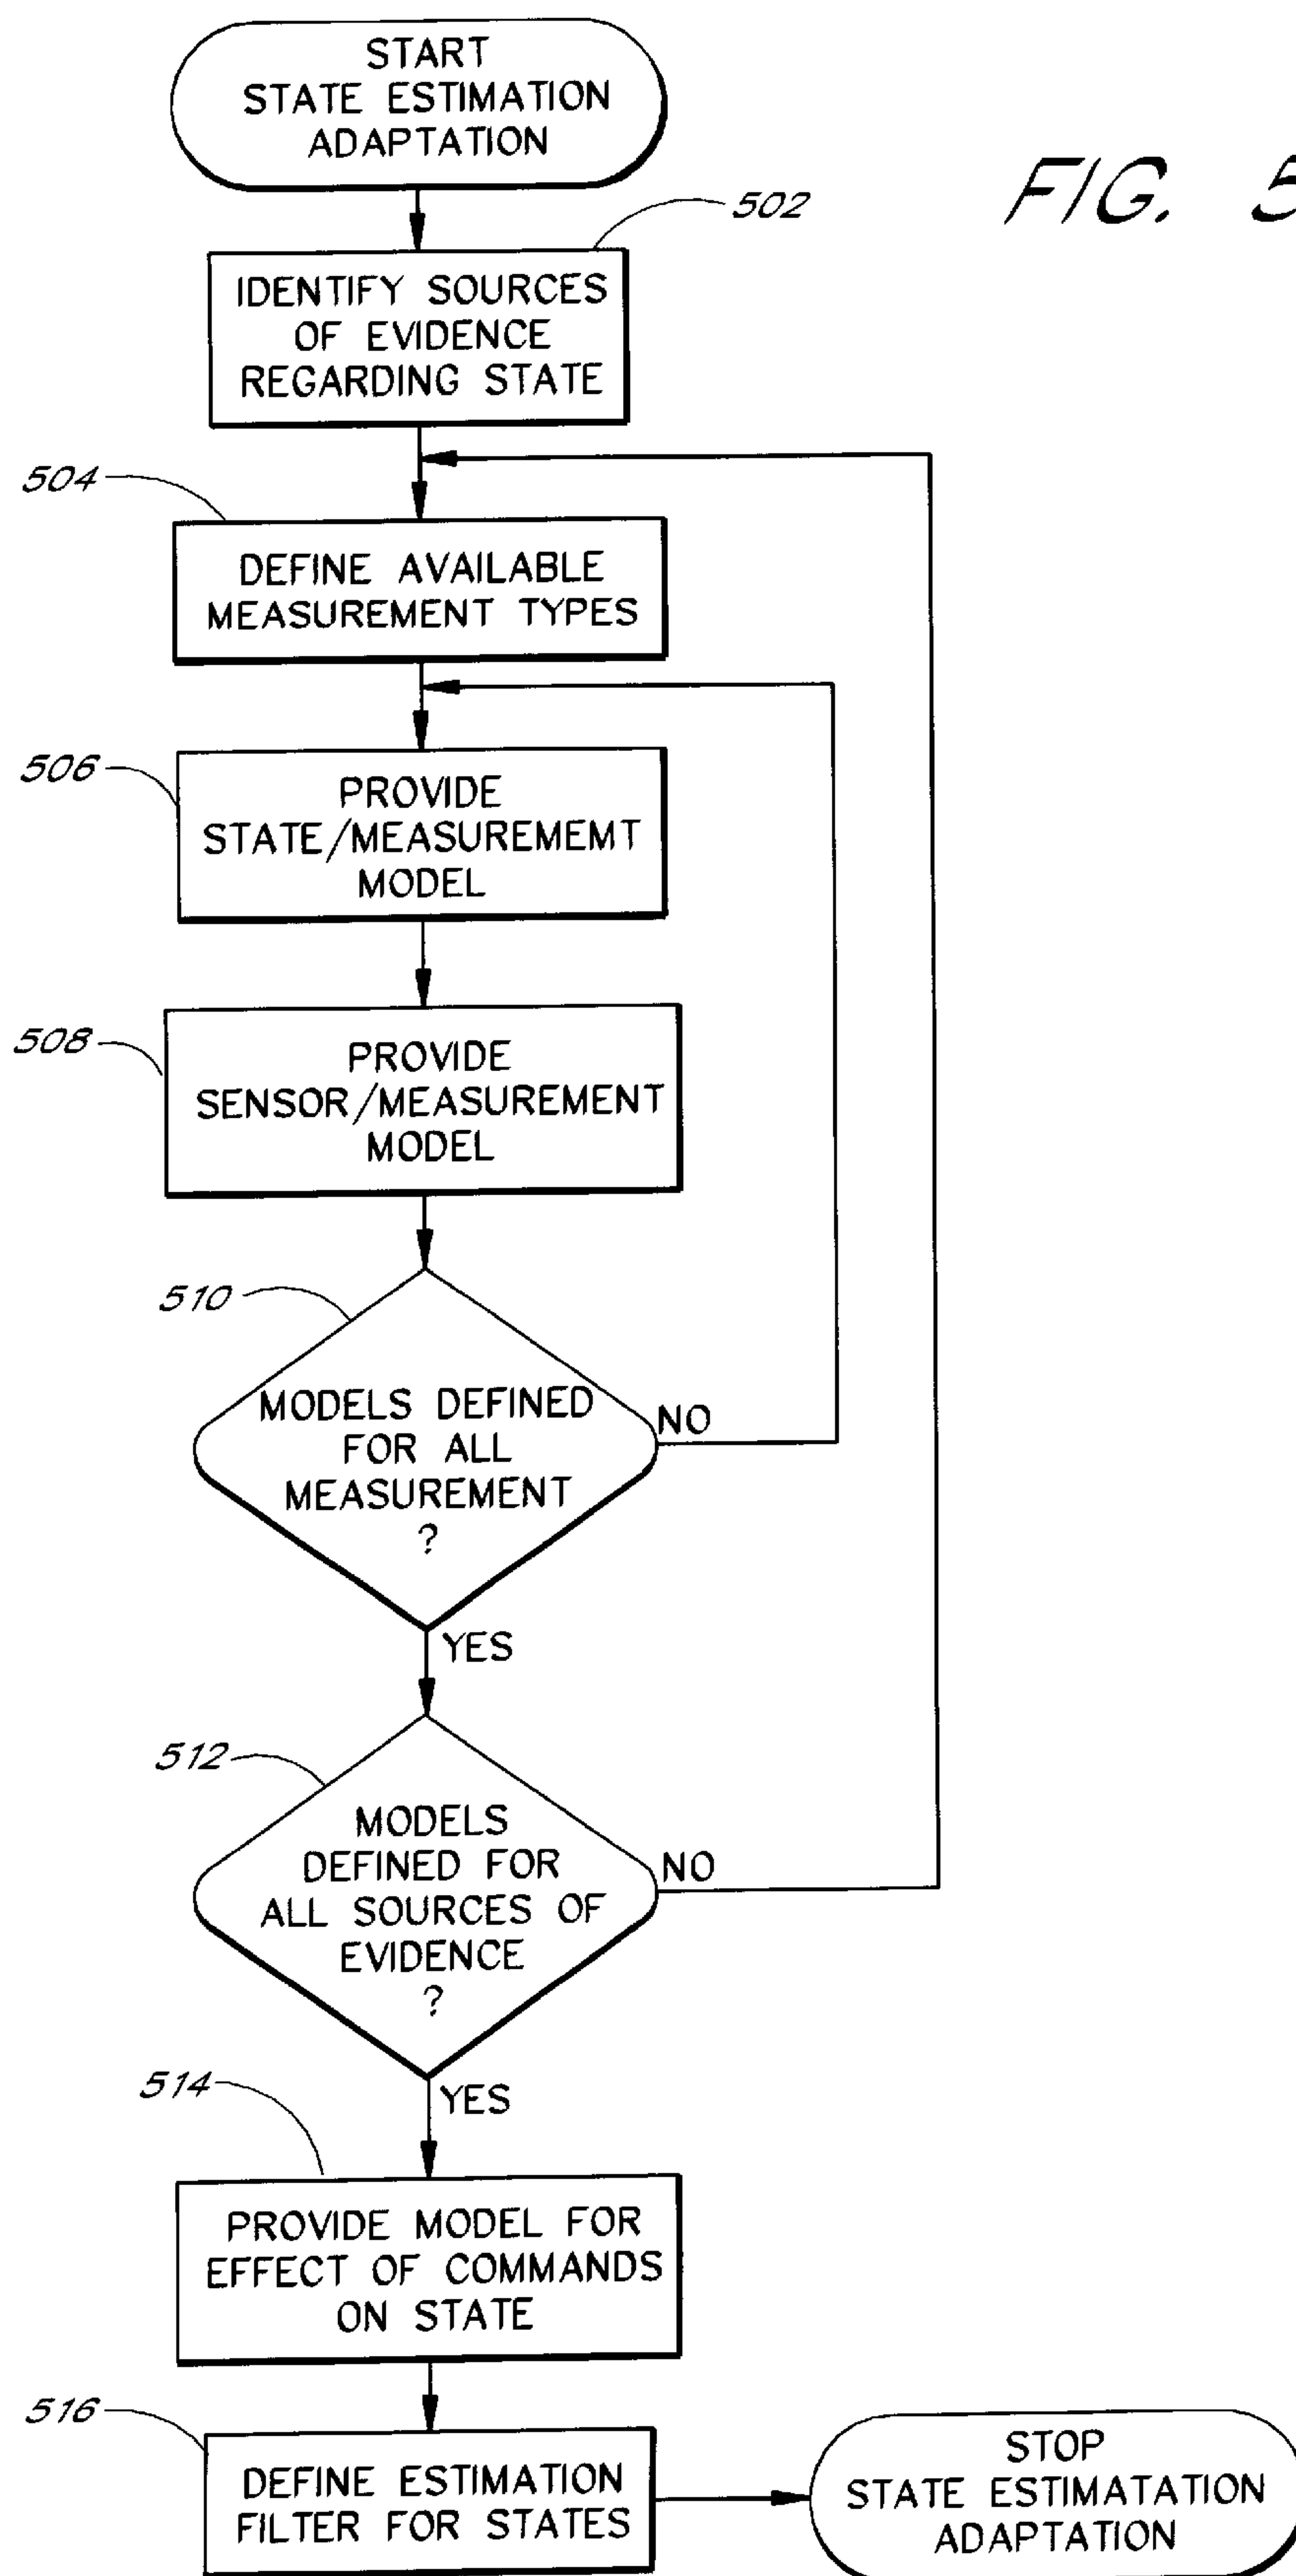 START
STATE ESTIMATION
ADAPTATION
FIG. 5
502
IDENTIFY SOURCES
OF EVIDENCE
REGARDING STATE
504
DEFINE AVAILABLE
MEASUREMENT TYPES
506
PROVIDE
STATE/MEASUREMEMT
MODEL
508
PROVIDE
SENSOR/MEASUREMENT
MODEL
510
MODELS DEFINED
FOR ALL
MEASUREMENT
?
NO
YES
512
MODELS
DEFINED FOR
ALL SOURCES OF
EVIDENCE
?
NO
YES
514
PROVIDE MODEL FOR
EFFECT OF COMMANDS
ON STATE
516
DEFINE ESTIMATION
FILTER FOR STATES
STOP
STATE ESTIMATATION
ADAPTATION